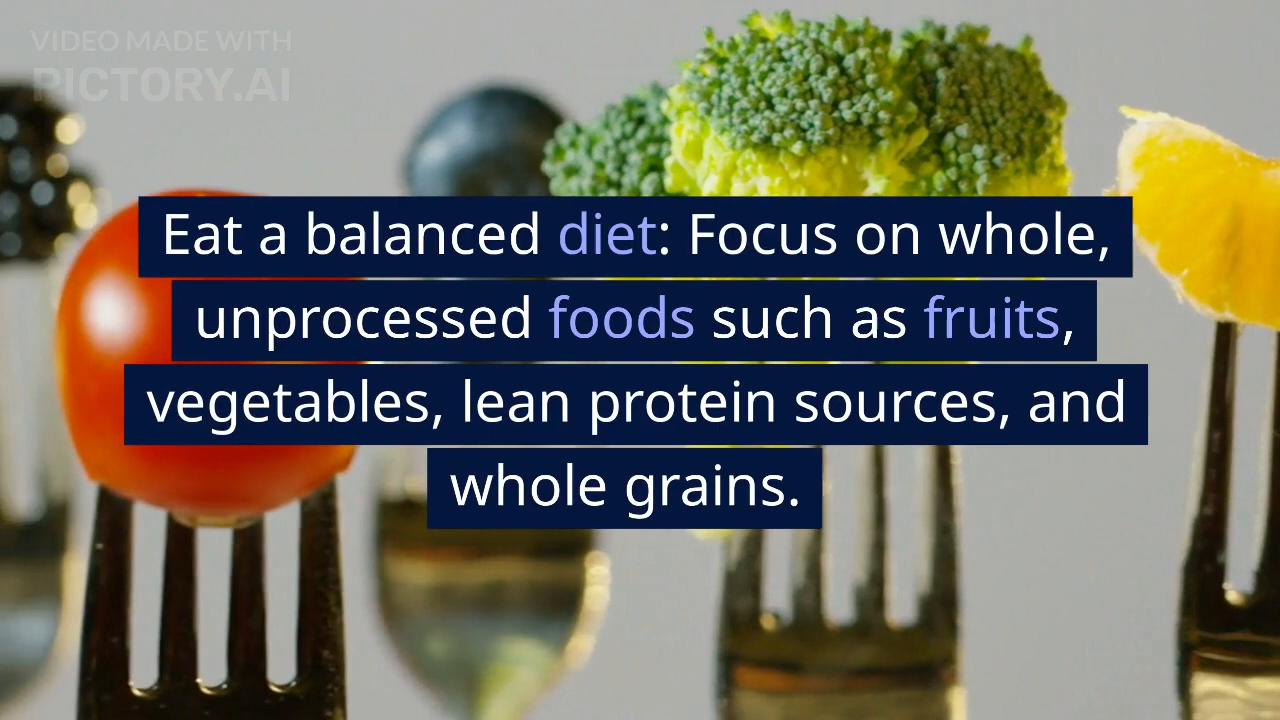 VIDEO MADE WITH
PICTORY.AI
Eat a balanced diet: Focus on whole,
unprocessed foods such as fruits,
vegetables, lean protein sources, and
whole grains.